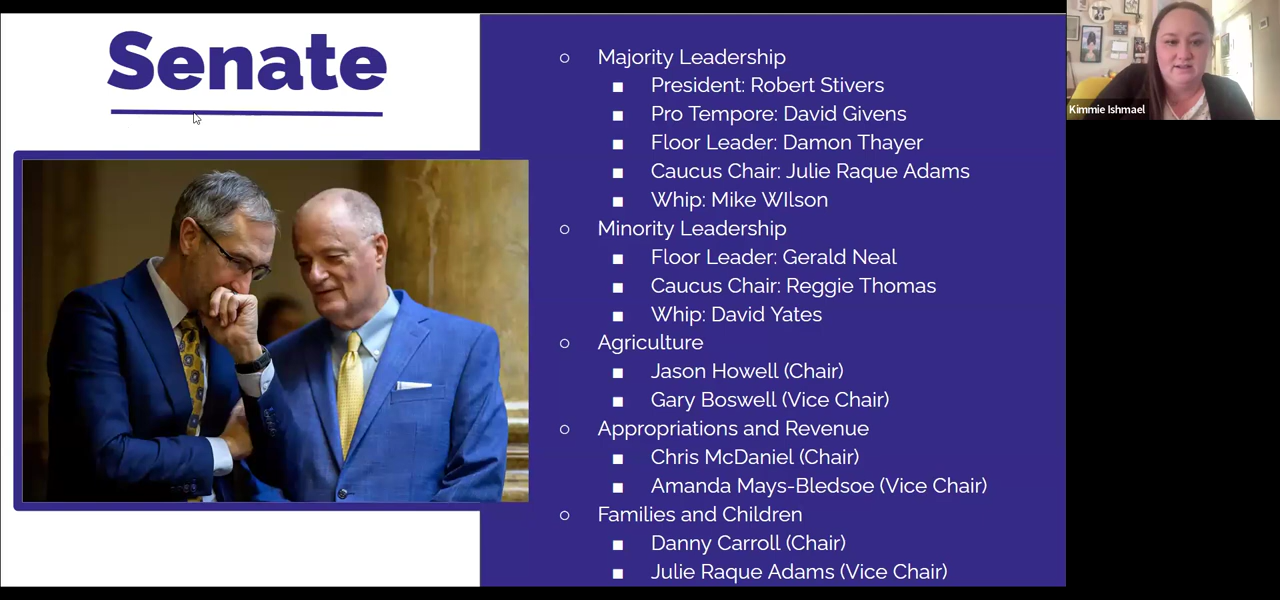 Senate
Majority Leadership
President: Robert Stivers
Pro Tempore: David Givens
Floor Leader: Damon Thayer
Caucus Chair: Julie Raque Adams
Whip: Mike WIlson
Minority Leadership
Floor Leader: Gerald Neal
Caucus Chair: Reggie Thomas
Whip: David Yates
Agriculture
Jason Howell (Chair)
Gary Boswell (Vice Chair)
Appropriations and Revenue
Chris McDaniel (Chair)
Amanda Mays-Bledsoe (Vice Chair)
Families and Children
Danny Carroll (Chair)
Julie Raque Adams (Vice Chair)
Kimmie Ishmael